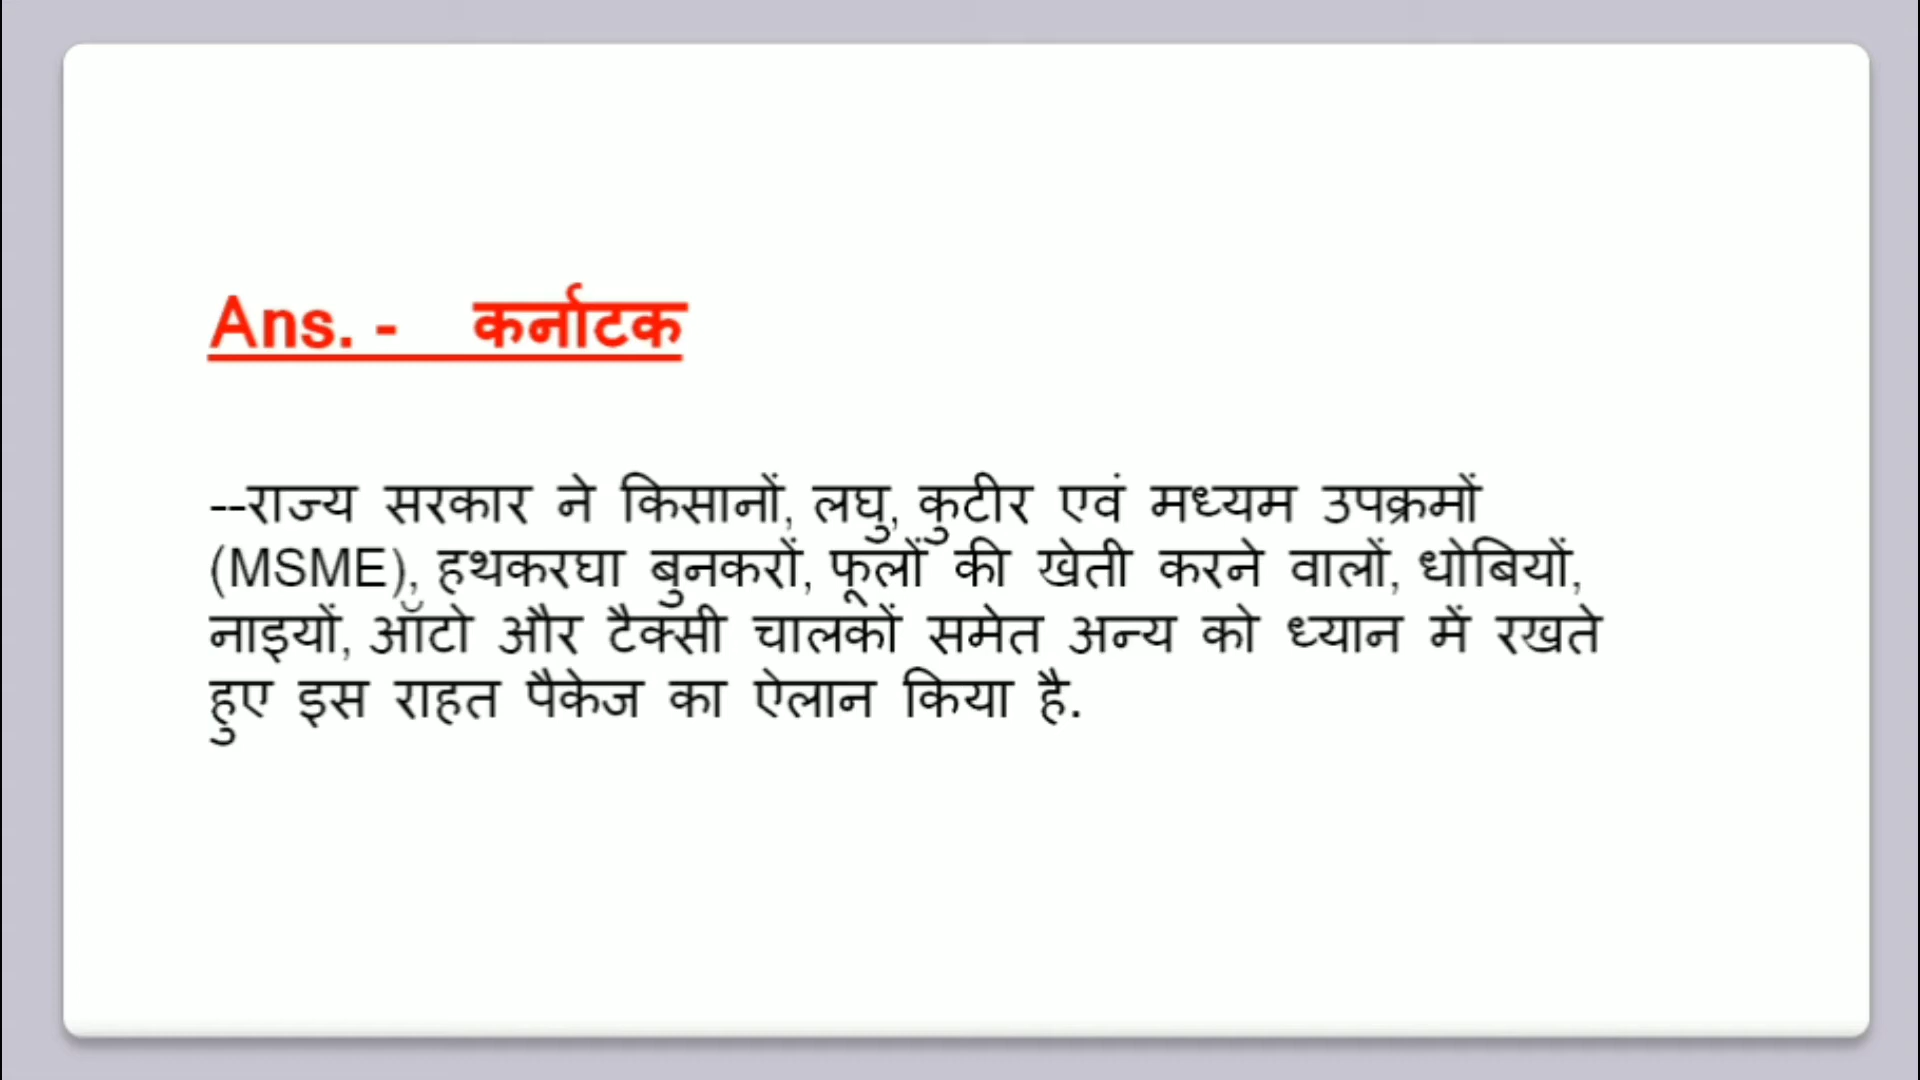 Ans. - कर्नाटक
--राज्य सरकार ने किसानों, लघु, कुटीर एवं मध्यम उपक्रमों
(MSME), हथकरघा बुनकरों, फूलों की खेती करने वालों, धोबियों,
नाइयों, ऑटो और टैक्सी चालकों समेत अन्य को ध्यान में रखते
हुए इस राहत पैकेज का ऐलान किया है.